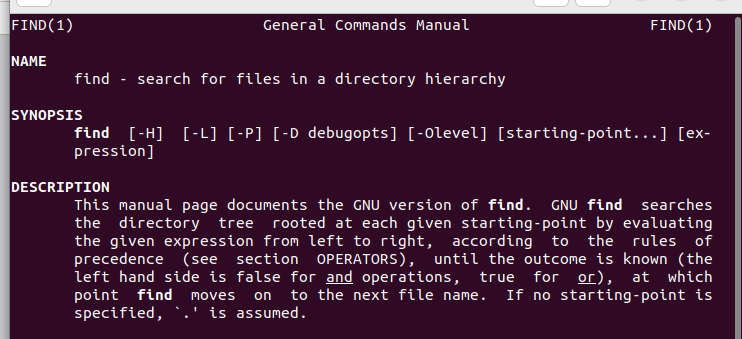 FIND(1) General Commands Manual FIND(1)
NAME
find - search for files in a directory hierarchy
SYNOPSIS
find [-H] [-L] [-P] [-D debugopts] [-Olevel] [starting-point...] [ex-
pression]
DESCRIPTION
This manual page documents the GNU version of find. GNU find searches
the directory tree rooted at each given starting-point by evaluating
the given expression from left to right, according to the rules of
precedence (see section OPERATORS), until the outcome is known (the
left hand side is false for and operations, true for or), at which
point find moves on to the next file name. If no starting-point is
specified, `.' is assumed.